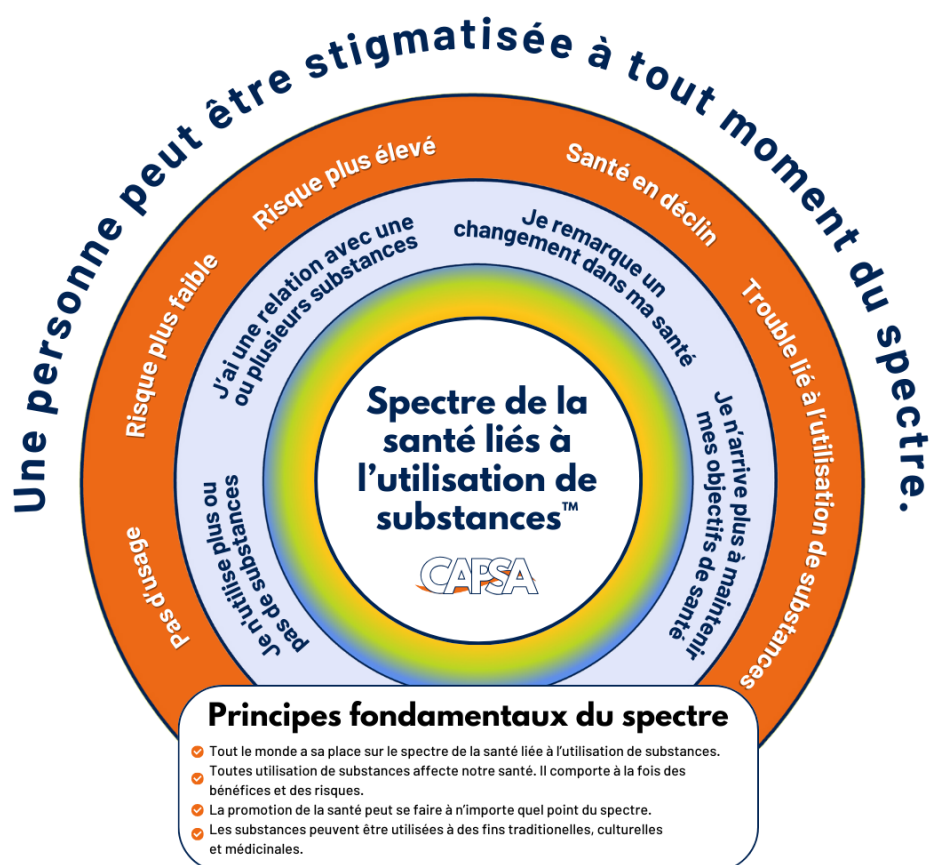 Une personne peut être stigmatisée à tout moment du spectre.
Pas d'usage
Risque plus faible
Risque plus élevé
Santé en déclin
Trouble lié à l'utilisation de substances
Je n'utilise plus ou
pas de substances
J'ai une relation avec une
ou plusieurs substances
Je remarque un
changement dans ma santé
Je n'arrive plus à maintenir
mes objectifs de santé
Spectre de la
santé liés à
l'utilisation de
substances™
CAPSA
Principes fondamentaux du spectre
Tout le monde a sa place sur le spectre de la santé liée à l'utilisation de substances.
Toutes utilisation de substances affecte notre santé. Il comporte à la fois des
bénéfices et des risques.
La promotion de la santé peut se faire à n'importe quel point du spectre.
Les substances peuvent être utilisées à des fins traditionelles, culturelles
et médicinales.